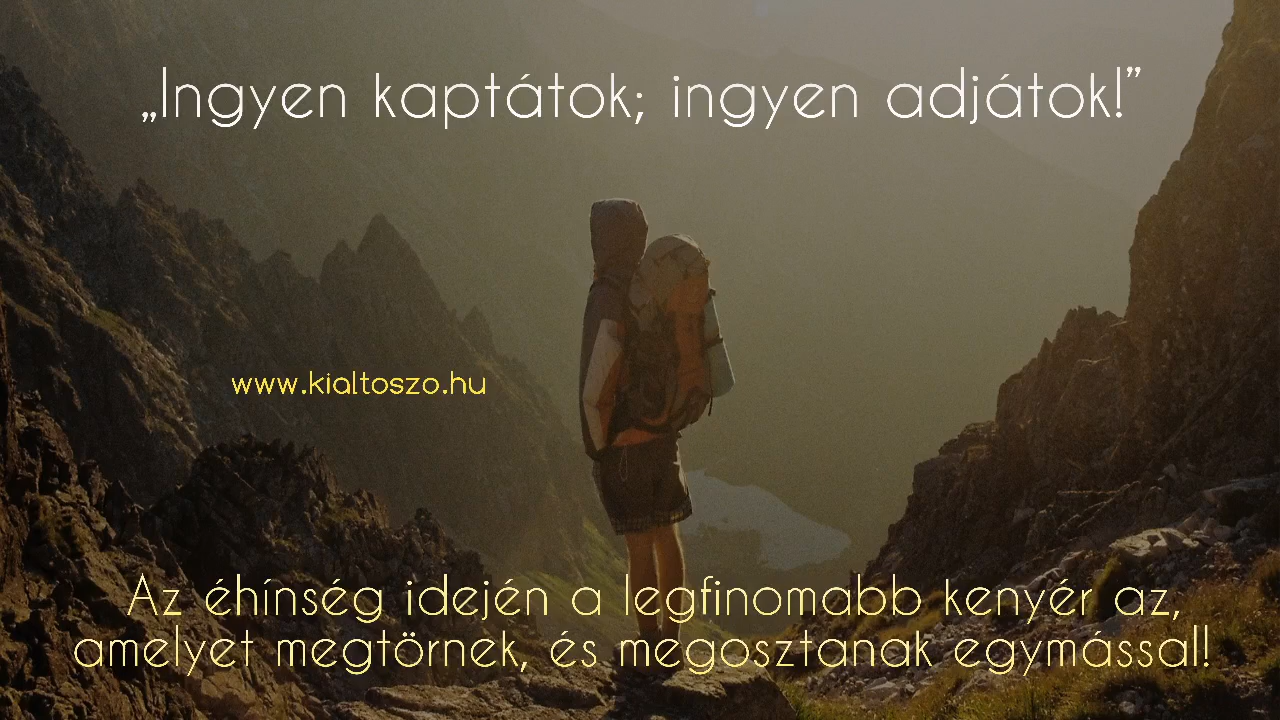 „Ingyen kaptátok; ingyen adjátok!”
www.kialtoszo.hu
Az éhínség idején a legfinomabb kenyér az,
amelyet megtörnek, és megosztanak egymással!